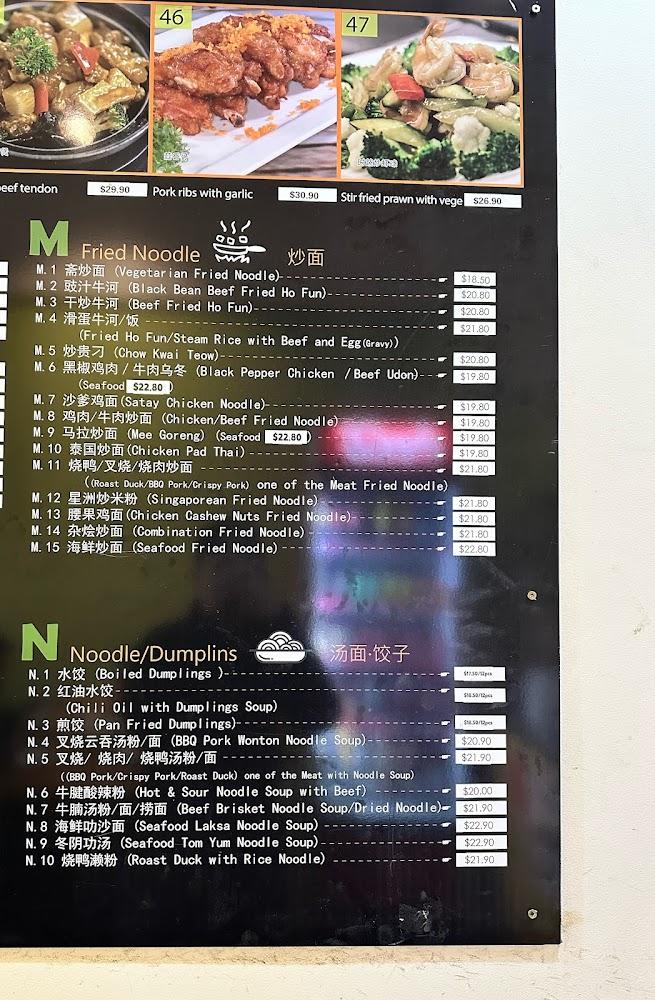 46
47
beef tendon $29.90 Pork ribs with garlic $30.90 Stir fried prawn with vege $26.90
M Fried Noodle 炒面
M.1 斋炒面 (Vegetarian Fried Noodle) $18.50
M.2 豉汁牛河 (Black Bean Beef Fried Ho Fun) $20.80
M.3 干炒牛河 (Beef Fried Ho Fun) $20.80
M.4 滑蛋牛河/饭 $21.80
(Fried Ho Fun/Steam Rice with Beef and Egg(Gravy))
M.5 炒贵刁 (Chow Kwai Teow) $20.80
M.6 黑椒鸡肉 / 牛肉乌冬 (Black Pepper Chicken /Beef Udon) $19.80
(Seafood $22.80)
M.7 沙爹鸡面(Satay Chicken Noodle) $19.80
M.8 鸡肉/牛肉炒面 (Chicken/Beef Fried Noodle) $19.80
M.9 马拉炒面 (Mee Goreng) (Seafood $22.80) $19.80
M.10 泰国炒面(Chicken Pad Thai) $19.80
M.11 烧鸭/叉烧/烧肉炒面 $21.80
((Roast Duck/BBQ Pork/Crispy Pork) one of the Meat Fried Noodle)
M.12 星洲炒米粉 (Singaporean Fried Noodle) $21.80
M.13 腰果鸡面(Chicken Cashew Nuts Fried Noodle) $21.80
M.14 杂烩炒面 (Combination Fried Noodle) $21.80
M.15 海鲜炒面 (Seafood Fried Noodle) $22.80
N Noodle/Dumplins 汤面·饺子
N.1 水饺 (Boiled Dumplings ) $17.50/12pcs
N.2 红油水饺 $18.50/12pcs
(Chili Oil with Dumplings Soup)
N.3 煎饺 (Pan Fried Dumplings) $18.50/12pcs
N.4 叉烧云吞汤粉/面 (BBQ Pork Wonton Noodle Soup) $20.90
N.5 叉烧/ 烧肉/ 烧鸭汤粉/面 $21.90
((BBQ Pork/Crispy Pork/Roast Duck) one of the Meat with Noodle Soup)
N.6 牛腱酸辣粉 (Hot & Sour Noodle Soup with Beef) $20.00
N.7 牛腩汤粉/面/捞面 (Beef Brisket Noodle Soup/Dried Noodle) $21.90
N.8 海鲜叻沙面 (Seafood Laksa Noodle Soup) $22.90
N.9 冬阴功汤 (Seafood Tom Yum Noodle Soup) $22.90
N.10 烧鸭濑粉 (Roast Duck with Rice Noodle) $21.90